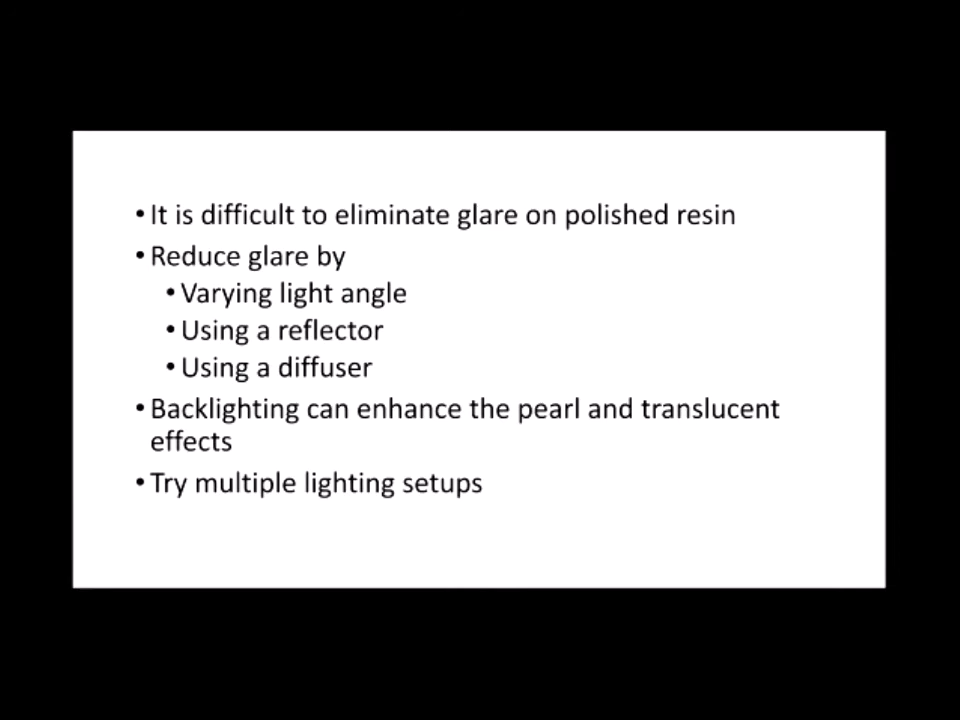 • It is difficult to eliminate glare on polished resin
• Reduce glare by
• Varying light angle
• Using a reflector
• Using a diffuser
• Backlighting can enhance the pearl and translucent
effects
• Try multiple lighting setups